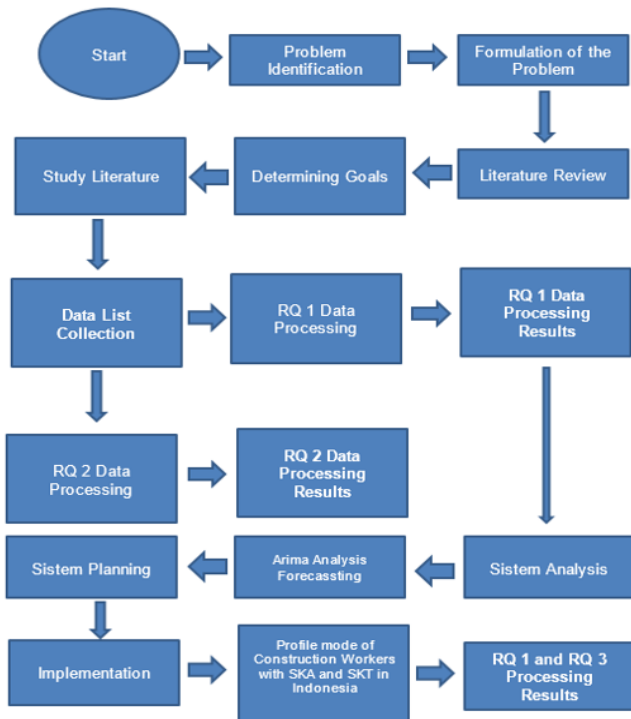 Start
Problem
Identification
Formulation of the
Problem
Study Literature
Determining Goals
Literature Review
Data List
Collection
RQ 1 Data
Processing
RQ 1 Data
Processing
Results
RQ 2 Data
Processing
RQ 2 Data
Processing
Results
Sistem Planning
Arima Analysis
Forecassting
Sistem Analysis
Implementation
Profile mode of
Construction Workers
with SKA and SKT in
Indonesia
RQ 1 and RQ 3
Processing
Results